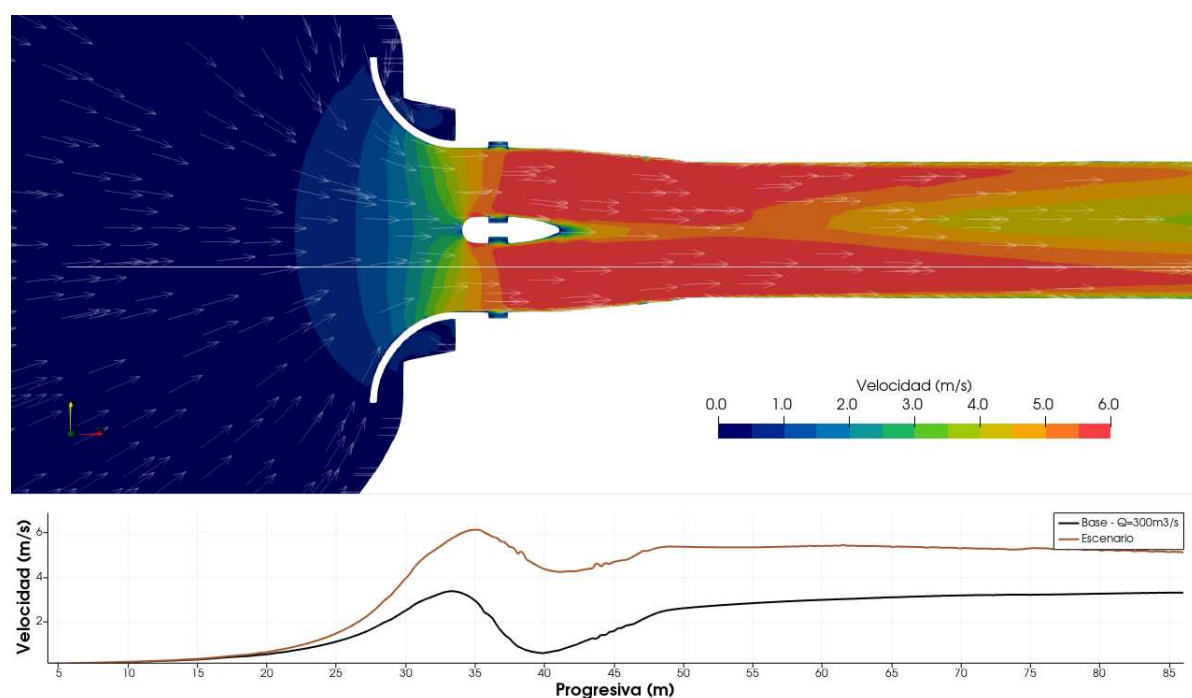 Velocidad (m/s)
0.0 1.0 2.0 3.0 4.0 5.0 6.0
Velocidad (m/s)
6
4
2
Base - Q=300m3/s
Escenario
5 10 15 20 25 30 35 40 45 50 55 60 65 70 75 80 85
Progresiva (m)